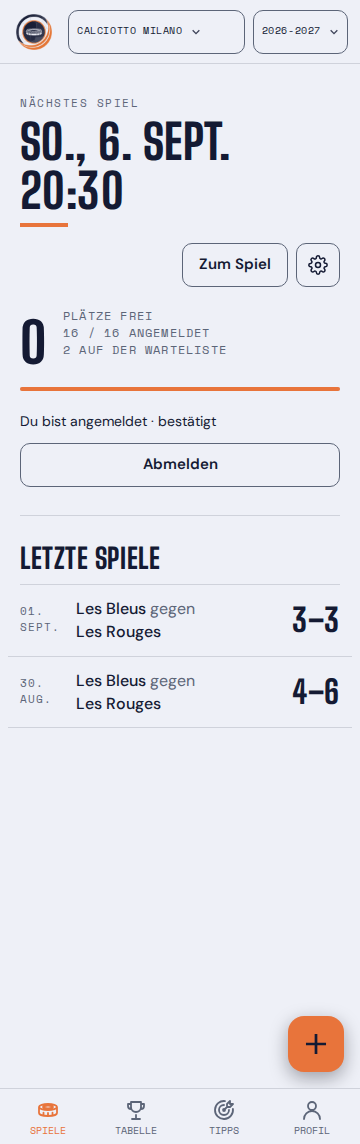 CALCIOTTO MILANO
2026-2027
NÄCHSTES SPIEL
SO., 6. SEPT.
20:30
Zum Spiel
0
PLÄTZE FREI
16 / 16 ANGEMELDET
2 AUF DER WARTELISTE
Du bist angemeldet · bestätigt
Abmelden
LETZTE SPIELE
01.
SEPT.
Les Bleus gegen
Les Rouges
3–3
30.
AUG.
Les Bleus gegen
Les Rouges
4–6
SPIELE
TABELLE
TIPPS
PROFIL